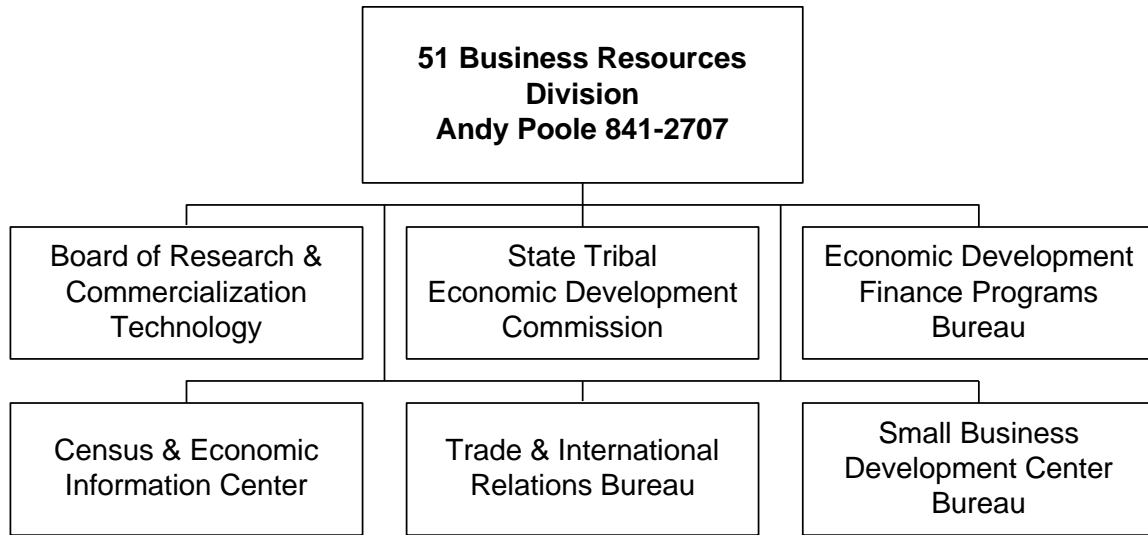 51 Business Resources
Division
Andy Poole 841-2707
Board of Research &
Commercialization
Technology
State Tribal
Economic Development
Commission
Economic Development
Finance Programs
Bureau
Census & Economic
Information Center
Trade & International
Relations Bureau
Small Business
Development Center
Bureau